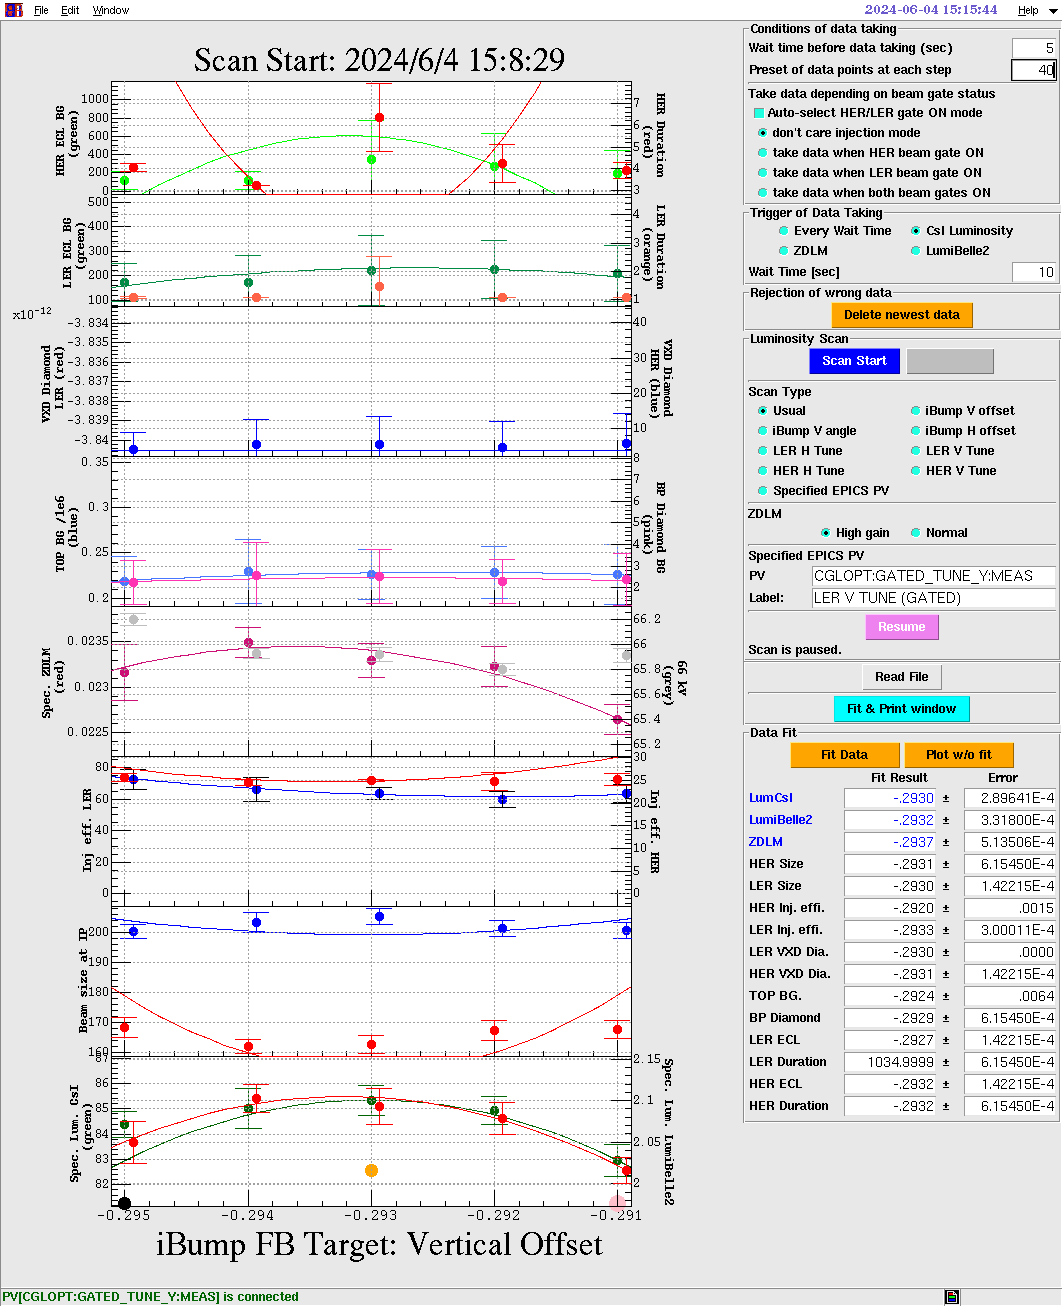 File Edit Window 2024-06-04 15:15:44 Help
Scan Start: 2024/6/4 15:8:29
HER ECL BG (green)
1000
800
600
400
200
0
HER Duration (red)
7
6
5
4
3
LER ECL BG (green)
500
400
300
200
100
LER Duration (orange)
4
3
2
1
x10-12
VXD Diamond LER (red)
-3.834
-3.835
-3.836
-3.837
-3.838
-3.839
-3.84
VXD Diamond HER (blue)
40
30
20
10
TOP BG /1e6 (blue)
0.35
0.3
0.25
0.2
BP Diamond BG (pink)
8
7
6
5
4
3
2
Spec. ZDLM (red)
0.0235
0.023
0.0225
66 kV (grey)
66.2
66
65.8
65.6
65.4
65.2
Inj eff. LER
80
60
40
20
0
Inj eff. HER
30
25
20
15
10
5
0
Beam size at IP
200
190
180
170
160
Spec. Lum. CsI (green)
87
86
85
84
83
82
Spec. Lum. LumiBelle2
2.15
2.1
2.05
2
-0.295 -0.294 -0.293 -0.292 -0.291
iBump FB Target: Vertical Offset
Conditions of data taking
Wait time before data taking (sec) 5
Preset of data points at each step 40
Take data depending on beam gate status
Auto-select HER/LER gate ON mode
don't care injection mode
take data when HER beam gate ON
take data when LER beam gate ON
take data when both beam gates ON
Trigger of Data Taking
Every Wait Time CsI Luminosity
ZDLM LumiBelle2
Wait Time [sec] 10
Rejection of wrong data
Delete newest data
Luminosity Scan
Scan Start
Scan Type
Usual iBump V offset
iBump V angle iBump H offset
LER H Tune LER V Tune
HER H Tune HER V Tune
Specified EPICS PV
ZDLM
High gain Normal
Specified EPICS PV
PV CGLOPT:GATED_TUNE_Y:MEAS
Label: LER V TUNE (GATED)
Resume
Scan is paused.
Read File
Fit & Print window
Data Fit
Fit Data Plot w/o fit
Fit Result Error
LumCsI -.2930 ± 2.89641E-4
LumiBelle2 -.2932 ± 3.31800E-4
ZDLM -.2937 ± 5.13506E-4
HER Size -.2931 ± 6.15450E-4
LER Size -.2930 ± 1.42215E-4
HER Inj. effi. -.2920 ± .0015
LER Inj. effi. -.2933 ± 3.00011E-4
LER VXD Dia. -.2930 ± .0000
HER VXD Dia. -.2931 ± 1.42215E-4
TOP BG. -.2924 ± .0064
BP Diamond -.2929 ± 6.15450E-4
LER ECL -.2927 ± 1.42215E-4
LER Duration 1034.9999 ± 6.15450E-4
HER ECL -.2932 ± 1.42215E-4
HER Duration -.2932 ± 6.15450E-4
PV[CGLOPT:GATED_TUNE_Y:MEAS] is connected